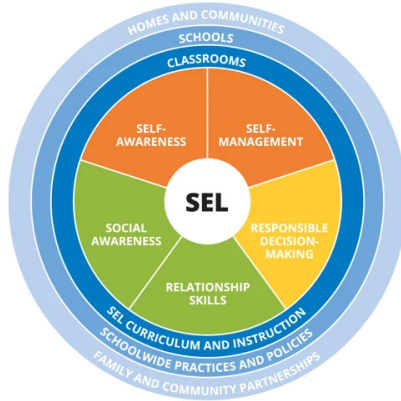 HOMES AND COMMUNITIES
SCHOOLS
CLASSROOMS
SELF-
AWARENESS
SELF-
MANAGEMENT
SEL
SOCIAL
AWARENESS
RESPONSIBLE
DECISION-
MAKING
RELATIONSHIP
SKILLS
SEL CURRICULUM AND INSTRUCTION
SCHOOLWIDE PRACTICES AND POLICIES
FAMILY AND COMMUNITY PARTNERSHIPS